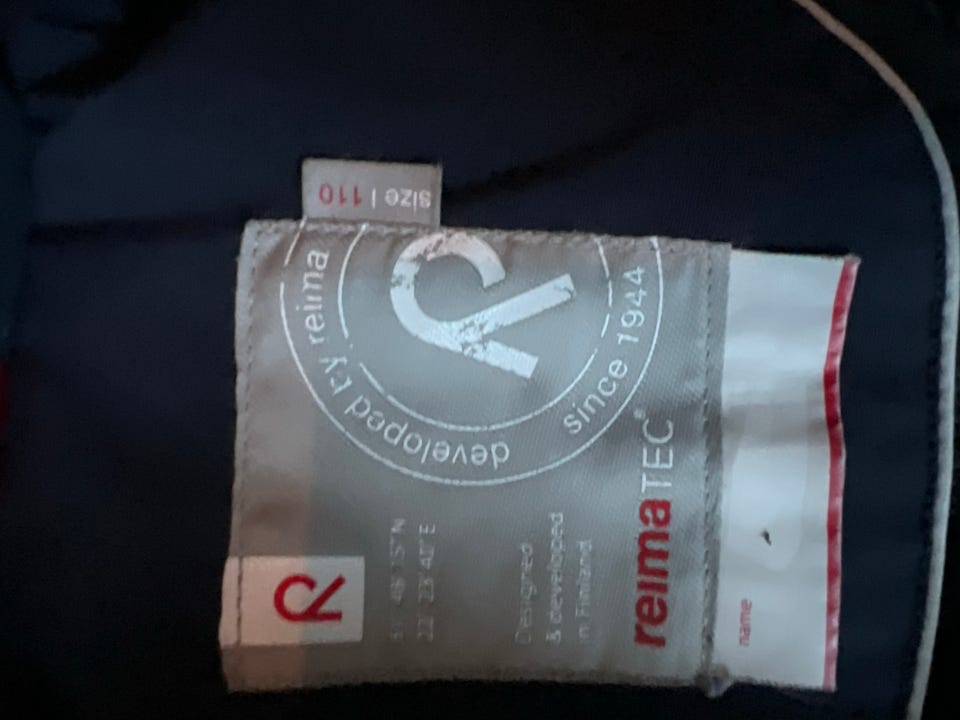 size | 110
developed by reima
since 1944
R
Designed
& developed
in Finland
reimaTEC®
name